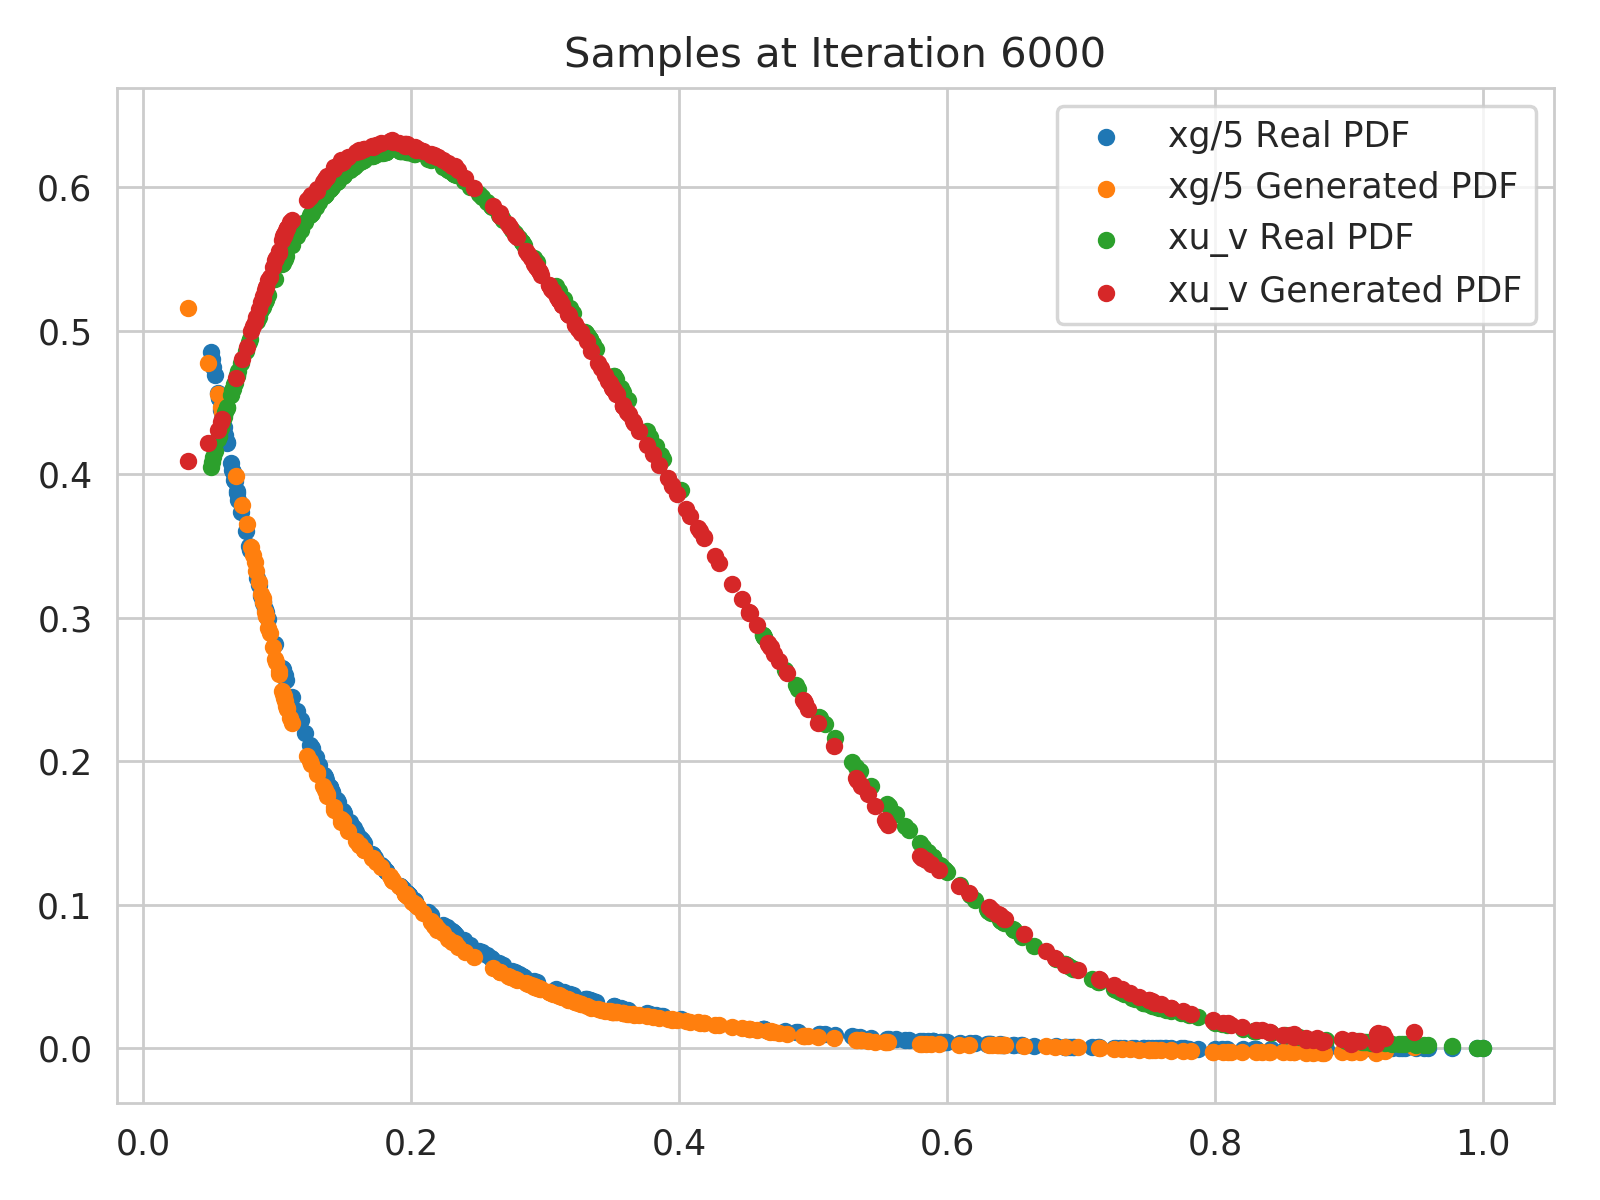 Samples at Iteration 6000
xg/5 Real PDF
xg/5 Generated PDF
xu_v Real PDF
xu_v Generated PDF
0.6
0.5
0.4
0.3
0.2
0.1
0.0
0.0 0.2 0.4 0.6 0.8 1.0